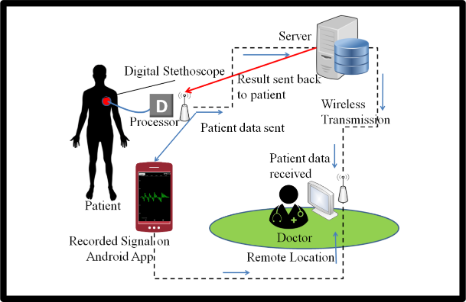 Server
Digital Stethoscope
Result sent back
to patient
D
Processor
Wireless
Transmission
Patient data sent
Patient data
received
Patient
Doctor
Recorded Signal on
Android App
Remote Location